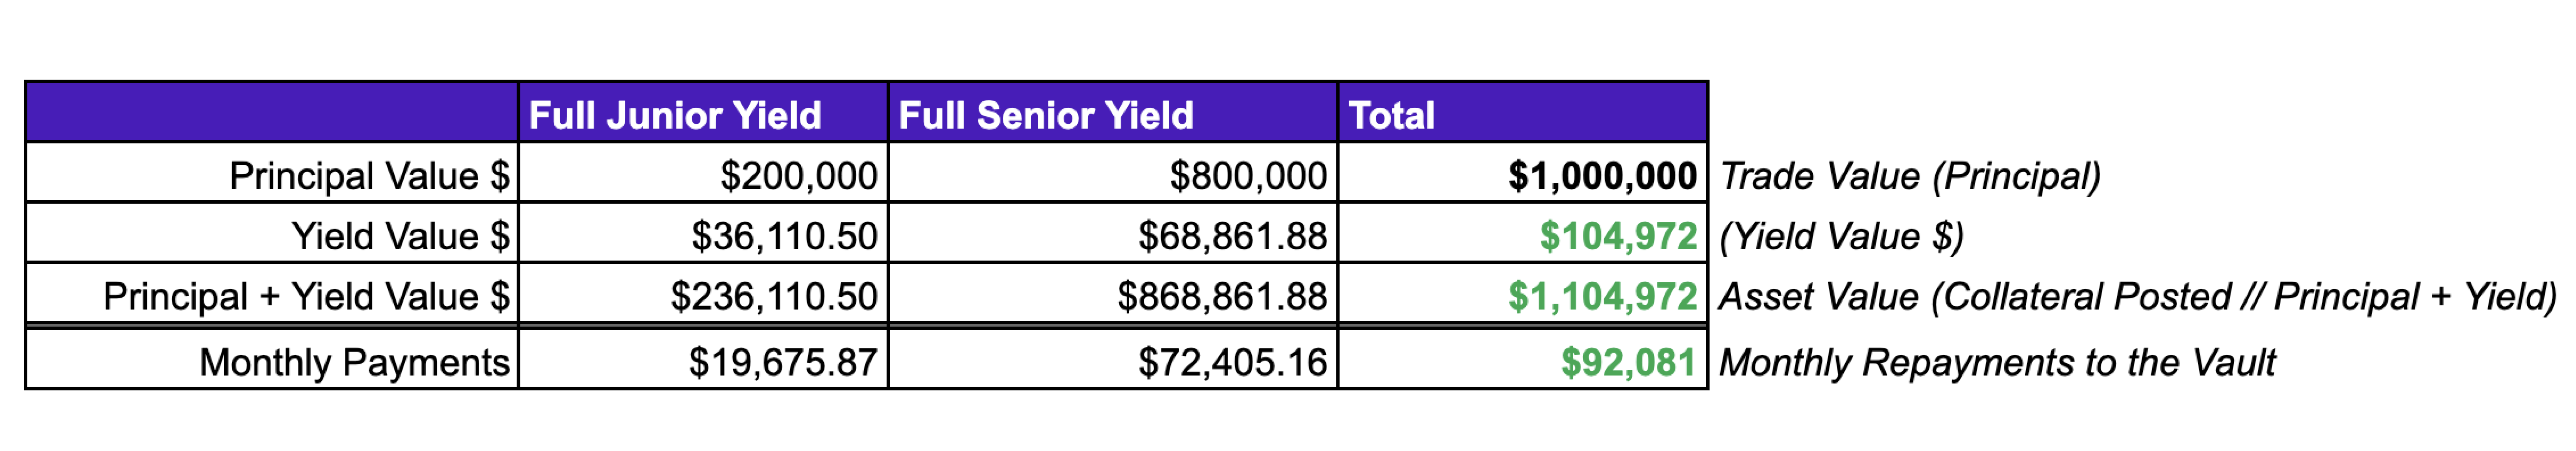 Full Junior Yield Full Senior Yield Total
Principal Value $ $200,000 $800,000 $1,000,000 Trade Value (Principal)
Yield Value $ $36,110.50 $68,861.88 $104,972 (Yield Value $)
Principal + Yield Value $ $236,110.50 $868,861.88 $1,104,972 Asset Value (Collateral Posted // Principal + Yield)
Monthly Payments $19,675.87 $72,405.16 $92,081 Monthly Repayments to the Vault